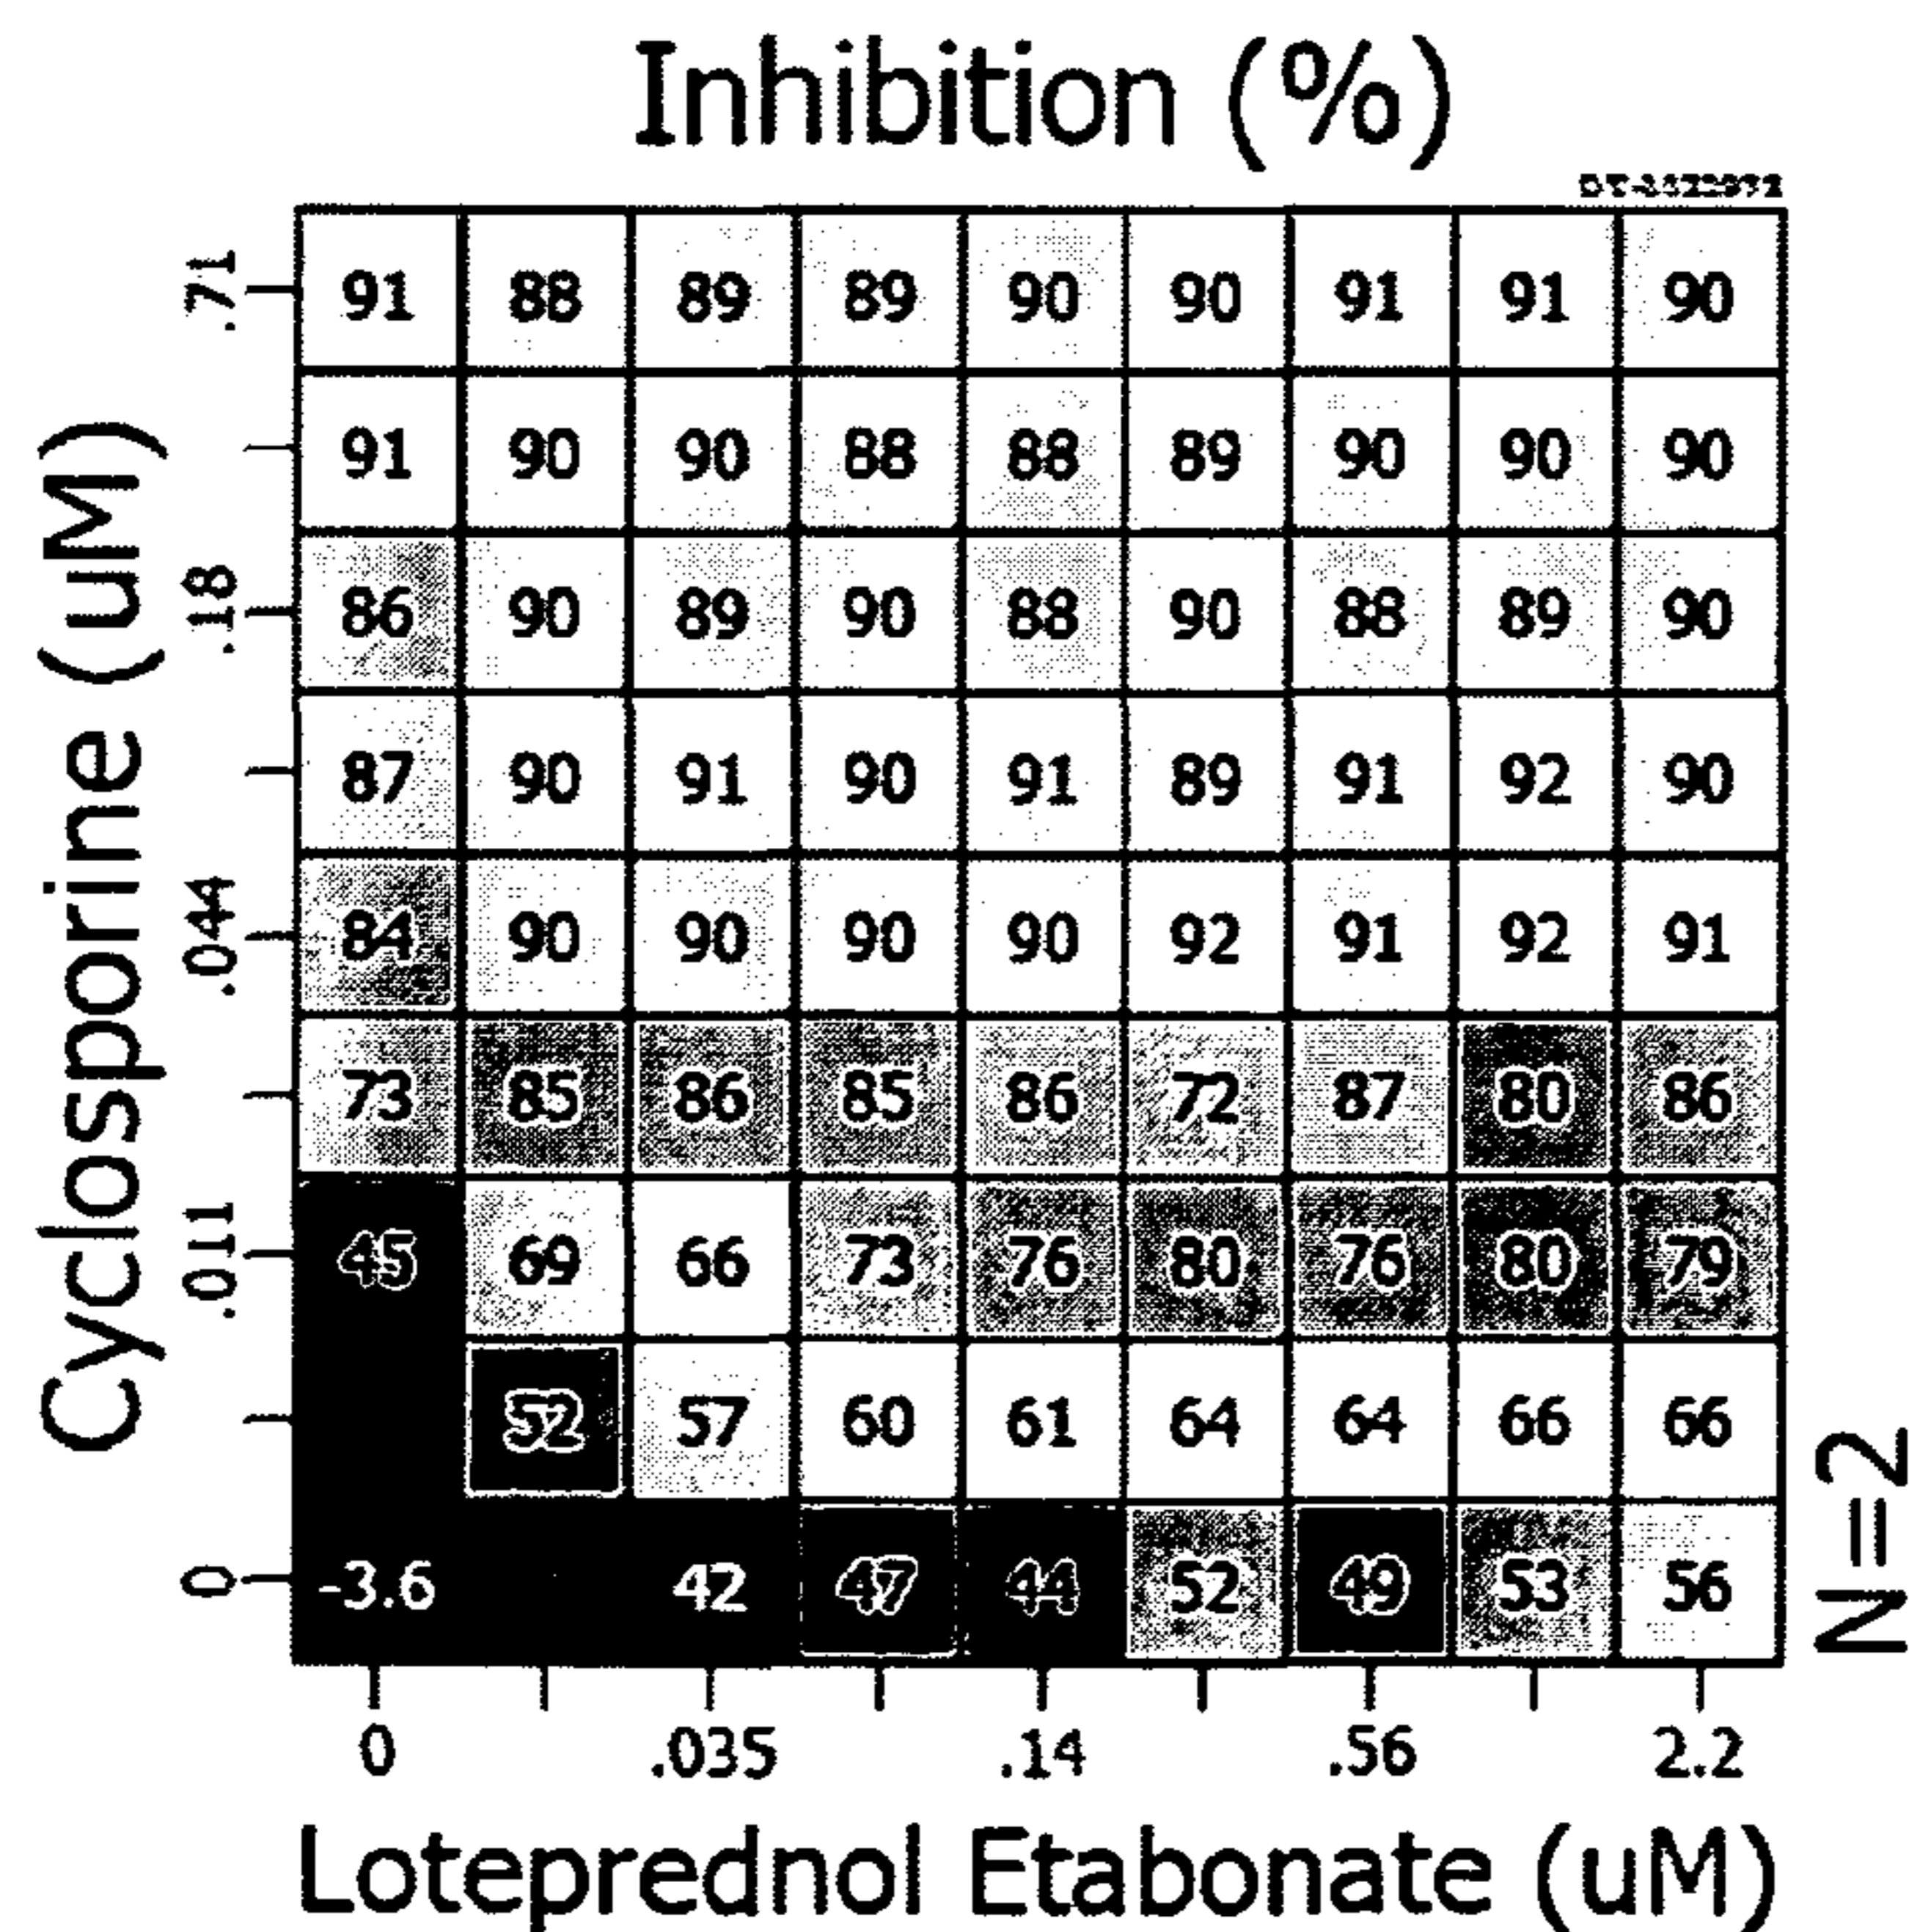 Inhibition (%)
.71 91 88 89 89 90 90 91 91 90
91 90 90 88 88 89 90 90 90
.18 86 90 89 90 88 90 88 89 90
87 90 91 90 91 89 91 92 90
.044 84 90 90 90 90 92 91 92 91
73 85 86 85 86 72 87 80 86
.011 45 69 66 73 76 80 76 80 79
52 57 60 61 64 64 66 66
0 -3.6 42 47 44 52 49 53 56
0 .035 .14 .56 2.2
Cyclosporine (uM)
Loteprednol Etabonate (uM)
N=2